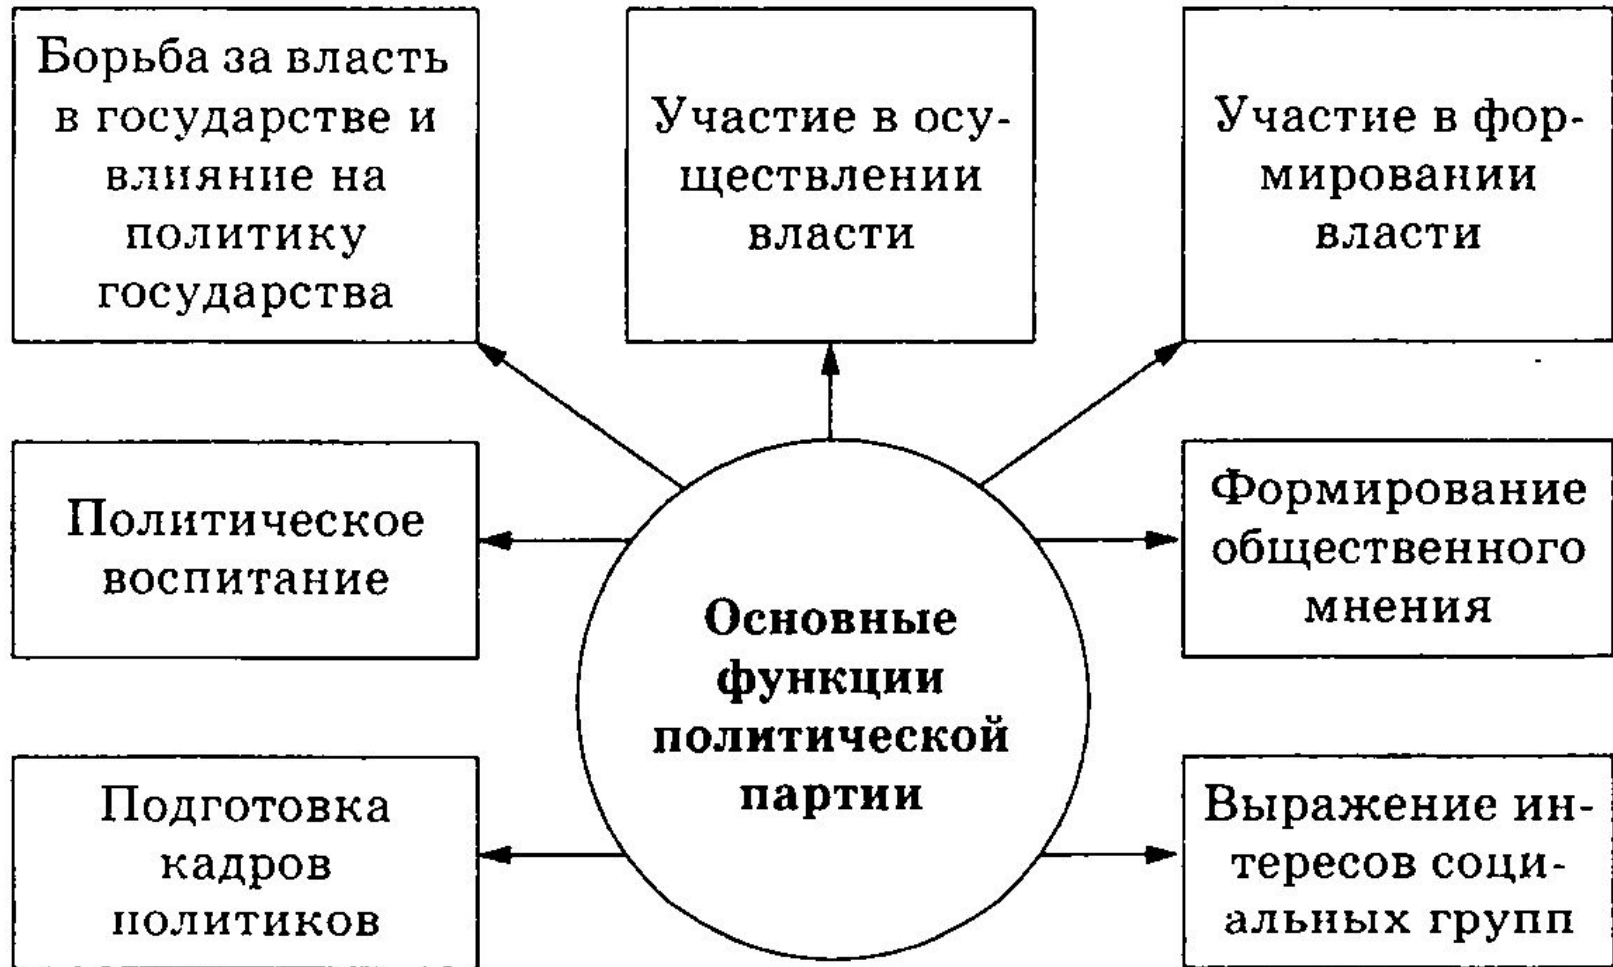 Борьба за власть
в государстве и
влияние на
политику
государства
Участие в осу-
ществлении
власти
Участие в фор-
мировании
власти
Политическое
воспитание
Основные
функции
политической
партии
Формирование
общественного
мнения
Подготовка
кадров
политиков
Выражение ин-
тересов соци-
альных групп